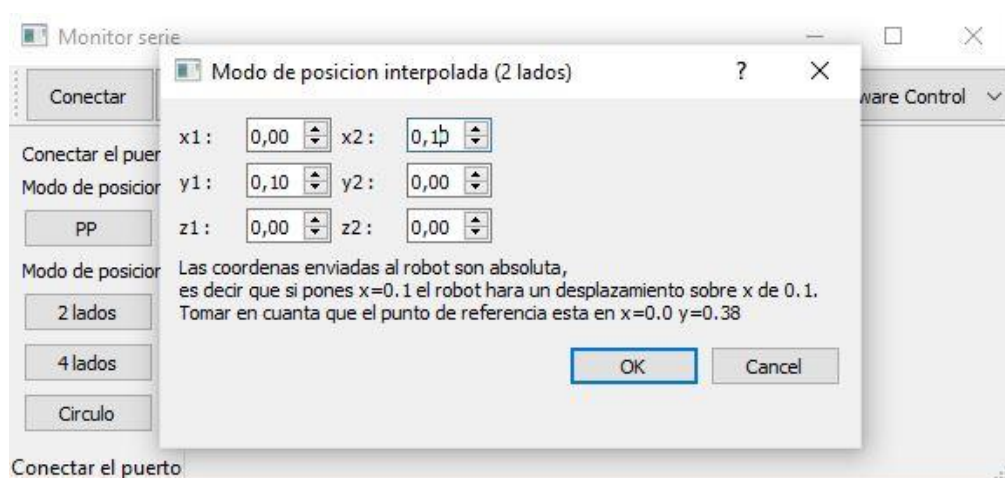 Monitor serie
Modo de posicion interpolada (2 lados) ?
Conectar
ware Control
x1: 0,00 x2: 0,10
Conectar el puer
Modo de posicior
y1: 0,10 y2: 0,00
PP
z1: 0,00 z2: 0,00
Modo de posicior
Las coordenas enviadas al robot son absoluta,
es decir que si pones x=0.1 el robot hara un desplazamiento sobre x de 0.1.
Tomar en cuenta que el punto de referencia esta en x=0.0 y=0.38
2 lados
4 lados
OK Cancel
Circulo
Conectar el puerto